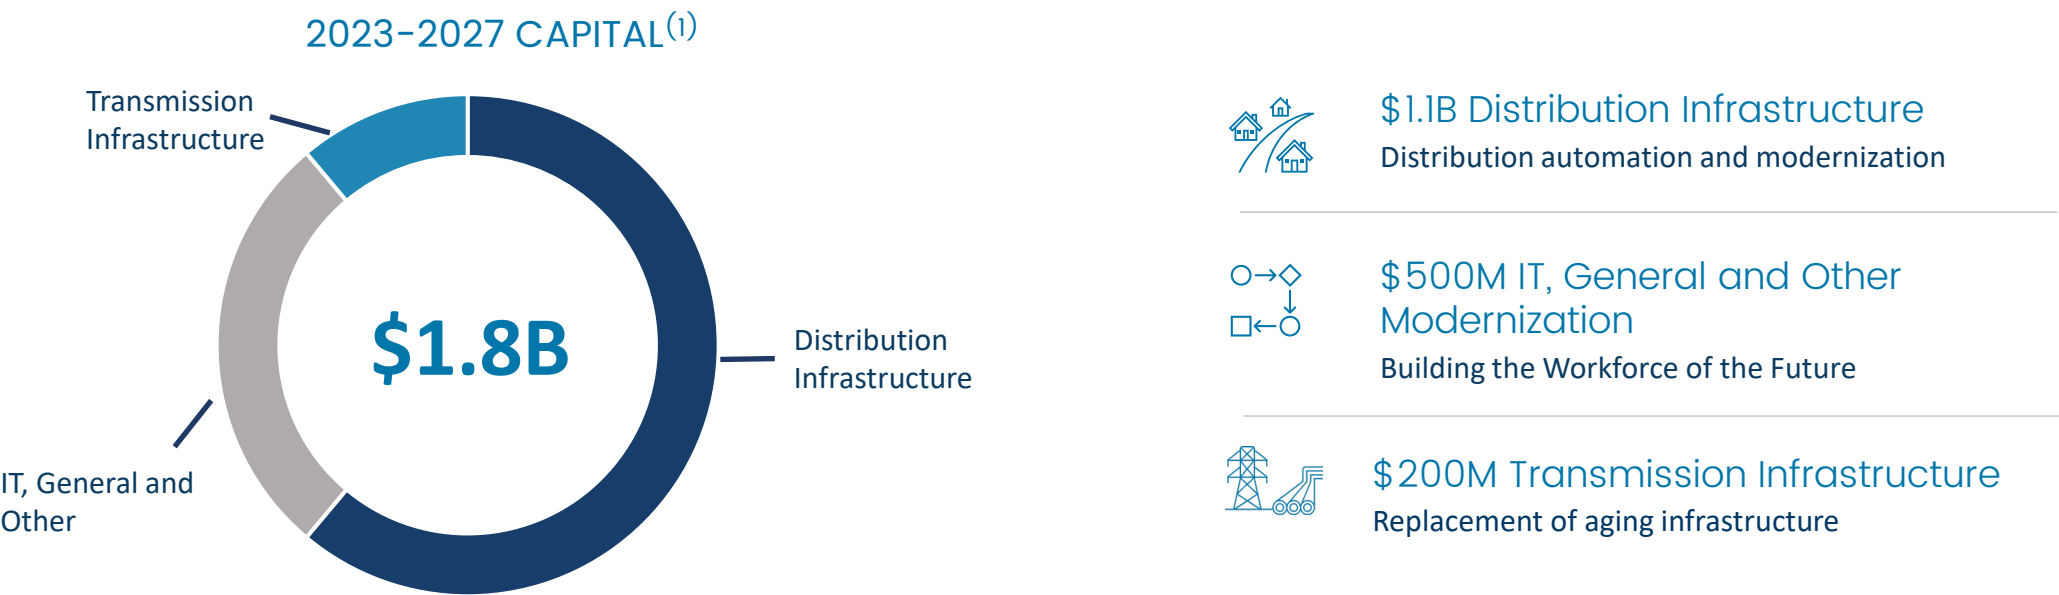 2023-2027 CAPITAL(1)
Transmission
Infrastructure
$1.8B
Distribution
Infrastructure
IT, General and
Other
$1.1B Distribution Infrastructure
Distribution automation and modernization
$500M IT, General and Other
Modernization
Building the Workforce of the Future
$200M Transmission Infrastructure
Replacement of aging infrastructure